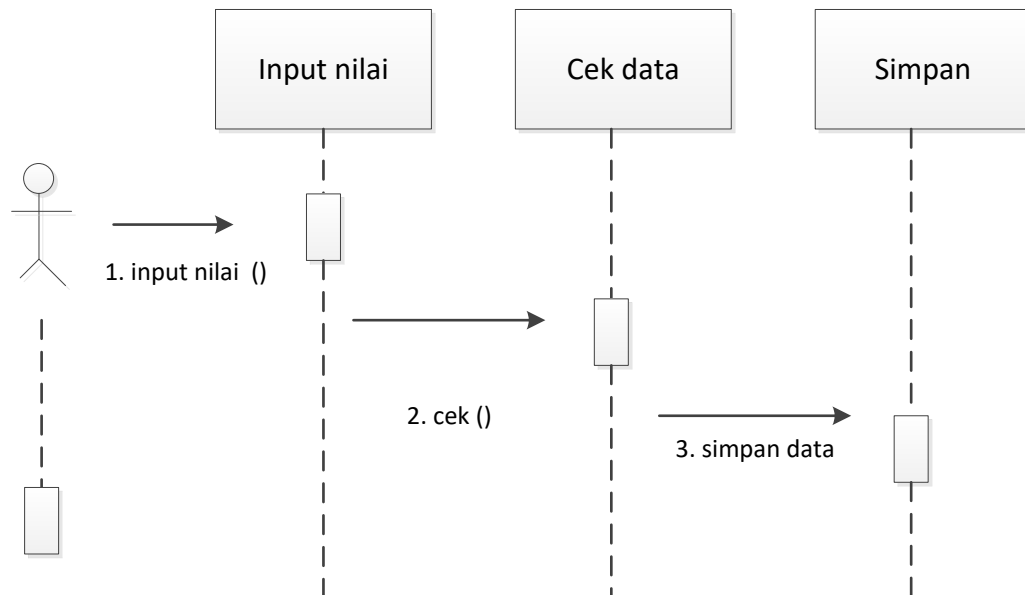 Input nilai
Cek data
Simpan
1. input nilai ()
2. cek ()
3. simpan data